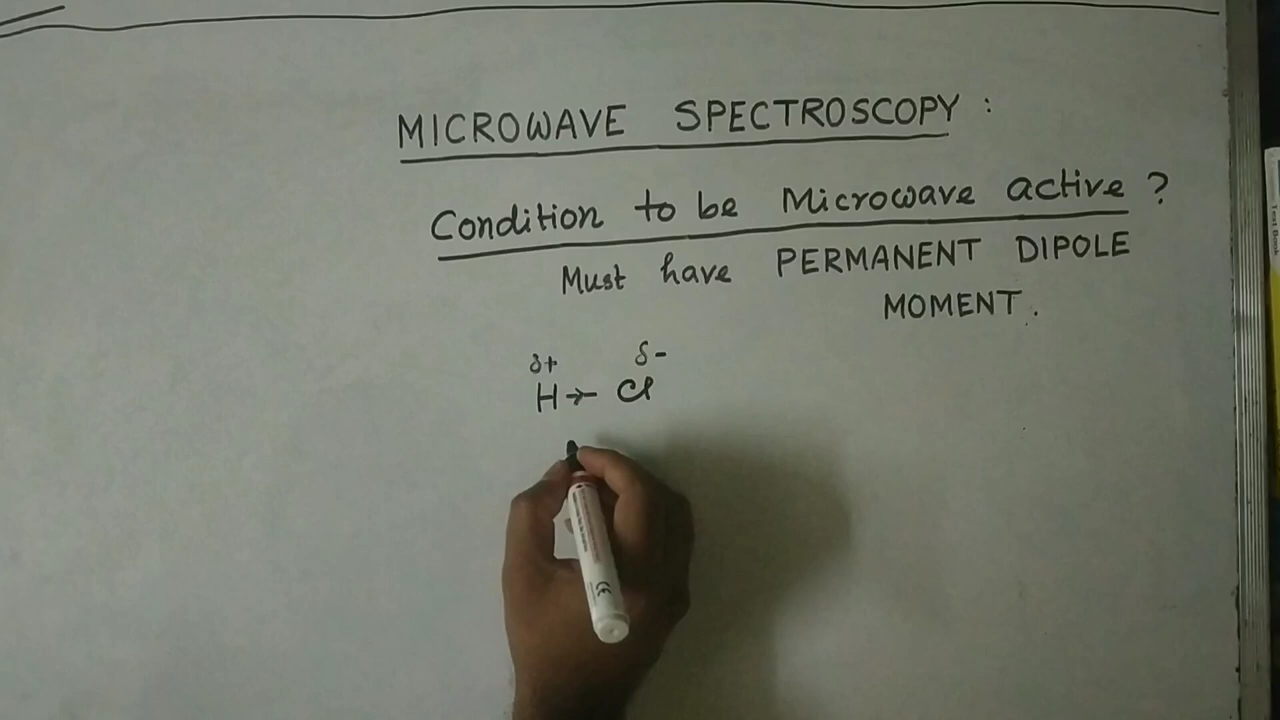 MICROWAVE SPECTROSCOPY :
Condition to be Microwave active ?
Must have PERMANENT DIPOLE
MOMENT.
δ+ δ-
H → Cl